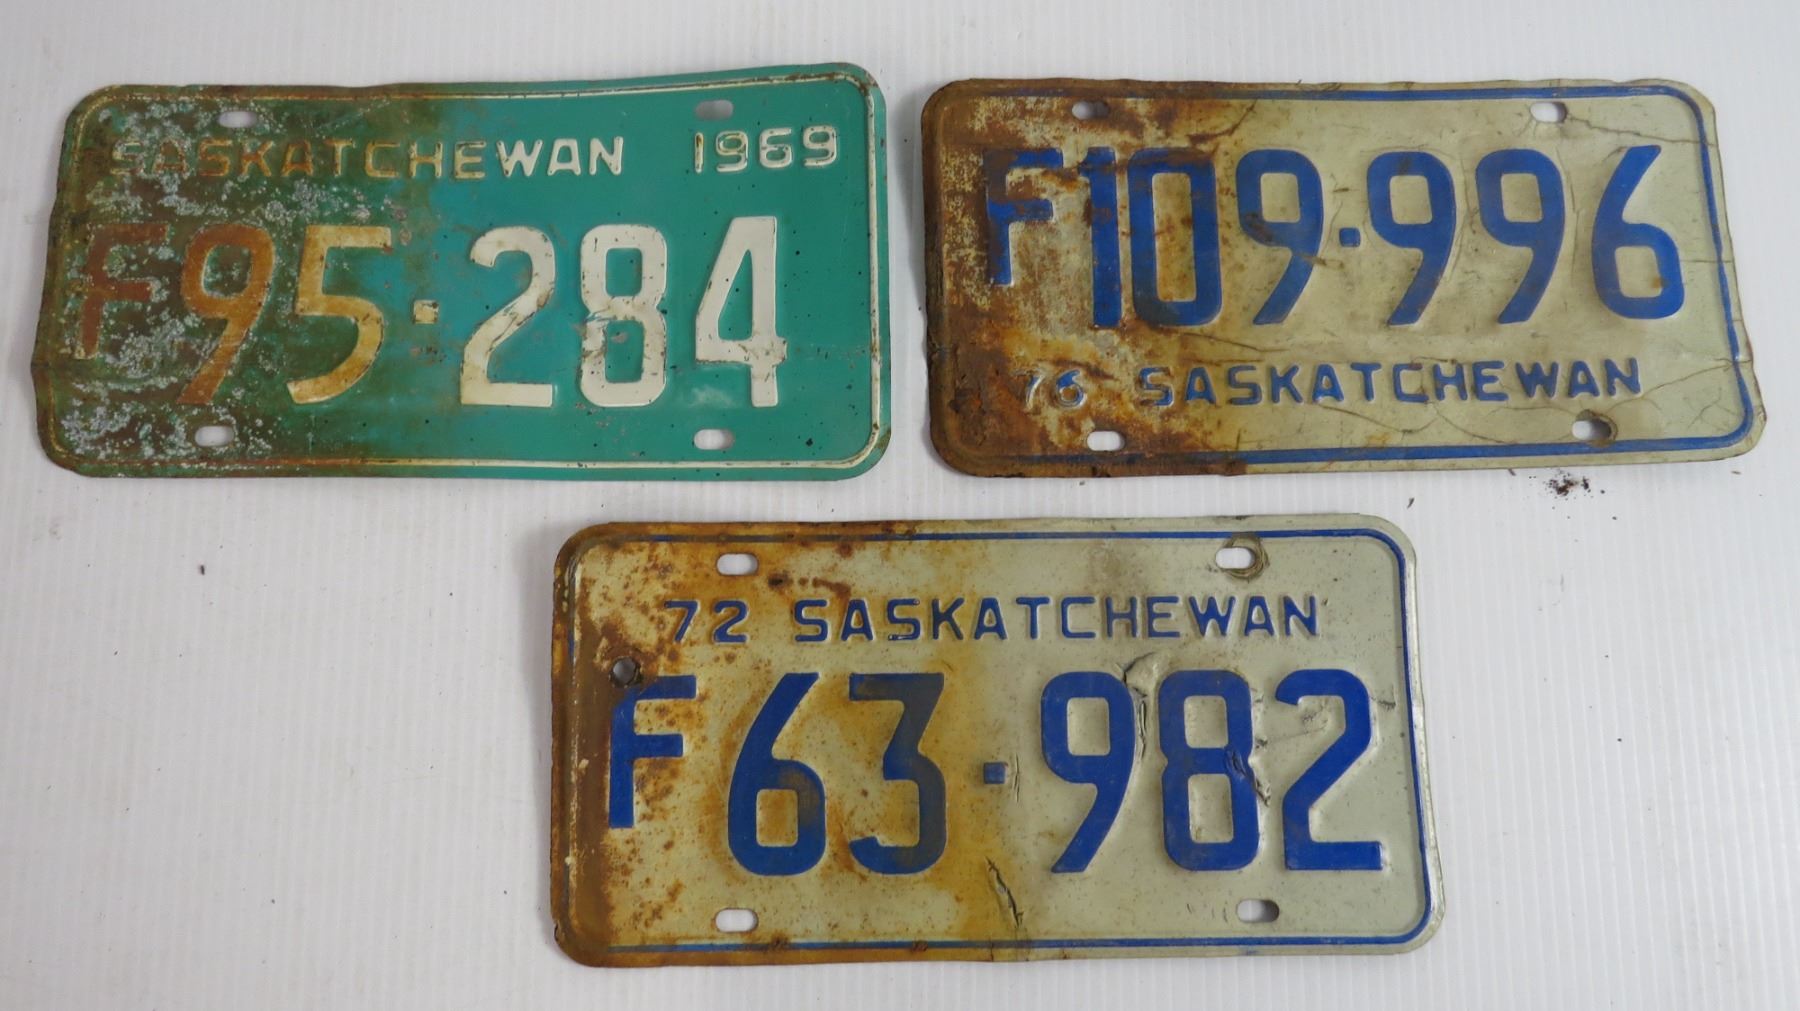 SASKATCHEWAN 1969
F95·284
F109·996
76 SASKATCHEWAN
72 SASKATCHEWAN
F63·982